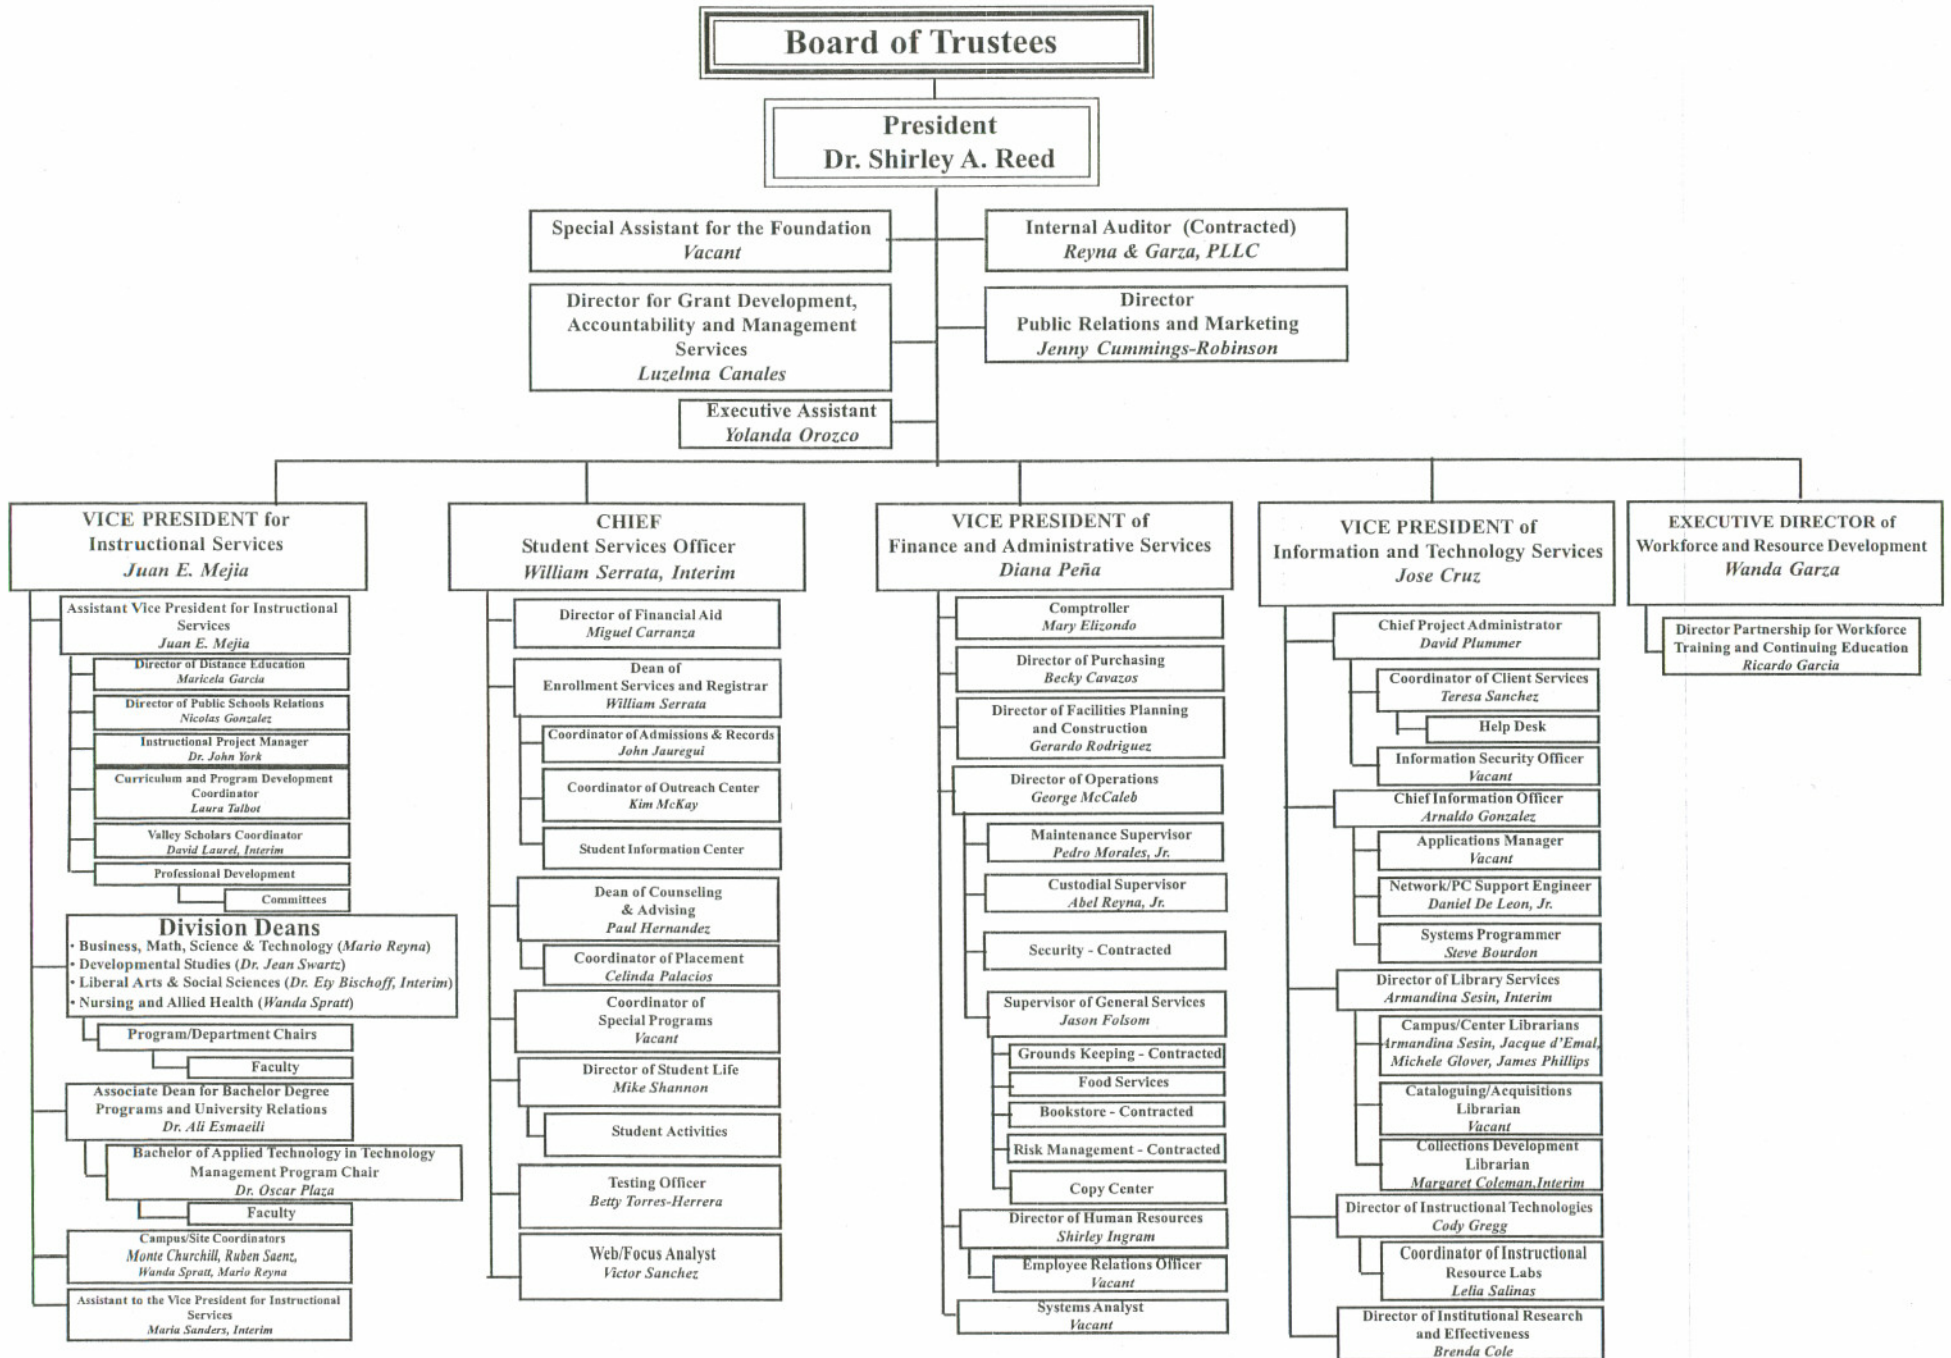 Board of Trustees
President
Dr. Shirley A. Reed
Special Assistant for the Foundation
Vacant
Internal Auditor (Contracted)
Reyna & Garza, PLLC
Director for Grant Development,
Accountability and Management
Services
Luzelma Canales
Director
Public Relations and Marketing
Jenny Cummings-Robinson
Executive Assistant
Yolanda Orozco
VICE PRESIDENT for
Instructional Services
Juan E. Mejia
Assistant Vice President for Instructional
Services
Juan E. Mejia
Director of Distance Education
Maricela Garcia
Director of Public Schools Relations
Nicolas Gonzalez
Instructional Project Manager
Dr. John York
Curriculum and Program Development
Coordinator
Laura Talbot
Valley Scholars Coordinator
David Laurel, Interim
Professional Development
Committees
Division Deans
• Business, Math, Science & Technology (Mario Reyna)
• Developmental Studies (Dr. Jean Swartz)
• Liberal Arts & Social Sciences (Dr. Ety Bischoff, Interim)
• Nursing and Allied Health (Wanda Spratt)
Program/Department Chairs
Faculty
Associate Dean for Bachelor Degree
Programs and University Relations
Dr. Ali Esmaeili
Bachelor of Applied Technology in Technology
Management Program Chair
Dr. Oscar Plaza
Faculty
Campus/Site Coordinators
Monte Churchill, Ruben Saenz,
Wanda Spratt, Mario Reyna
Assistant to the Vice President for Instructional
Services
Maria Sanders, Interim
CHIEF
Student Services Officer
William Serrata, Interim
Director of Financial Aid
Miguel Carranza
Dean of
Enrollment Services and Registrar
William Serrata
Coordinator of Admissions & Records
John Jauregui
Coordinator of Outreach Center
Kim McKay
Student Information Center
Dean of Counseling
& Advising
Paul Hernandez
Coordinator of Placement
Celinda Palacios
Coordinator of
Special Programs
Vacant
Director of Student Life
Mike Shannon
Student Activities
Testing Officer
Betty Torres-Herrera
Web/Focus Analyst
Victor Sanchez
VICE PRESIDENT of
Finance and Administrative Services
Diana Peña
Comptroller
Mary Elizondo
Director of Purchasing
Becky Cavazos
Director of Facilities Planning
and Construction
Gerardo Rodriguez
Director of Operations
George McCaleb
Maintenance Supervisor
Pedro Morales, Jr.
Custodial Supervisor
Abel Reyna, Jr.
Security - Contracted
Supervisor of General Services
Jason Folsom
Grounds Keeping - Contracted
Food Services
Bookstore - Contracted
Risk Management - Contracted
Copy Center
Director of Human Resources
Shirley Ingram
Employee Relations Officer
Vacant
Systems Analyst
Vacant
VICE PRESIDENT of
Information and Technology Services
Jose Cruz
Chief Project Administrator
David Plummer
Coordinator of Client Services
Teresa Sanchez
Help Desk
Information Security Officer
Vacant
Chief Information Officer
Arnaldo Gonzalez
Applications Manager
Vacant
Network/PC Support Engineer
Daniel De Leon, Jr.
Systems Programmer
Steve Bourdon
Director of Library Services
Armandina Sesin, Interim
Campus/Center Librarians
Armandina Sesin, Jacque d'Emal,
Michele Glover, James Phillips
Cataloguing/Acquisitions
Librarian
Vacant
Collections Development
Librarian
Margaret Coleman,Interim
Director of Instructional Technologies
Cody Gregg
Coordinator of Instructional
Resource Labs
Lelia Salinas
Director of Institutional Research
and Effectiveness
Brenda Cole
EXECUTIVE DIRECTOR of
Workforce and Resource Development
Wanda Garza
Director Partnership for Workforce
Training and Continuing Education
Ricardo Garcia